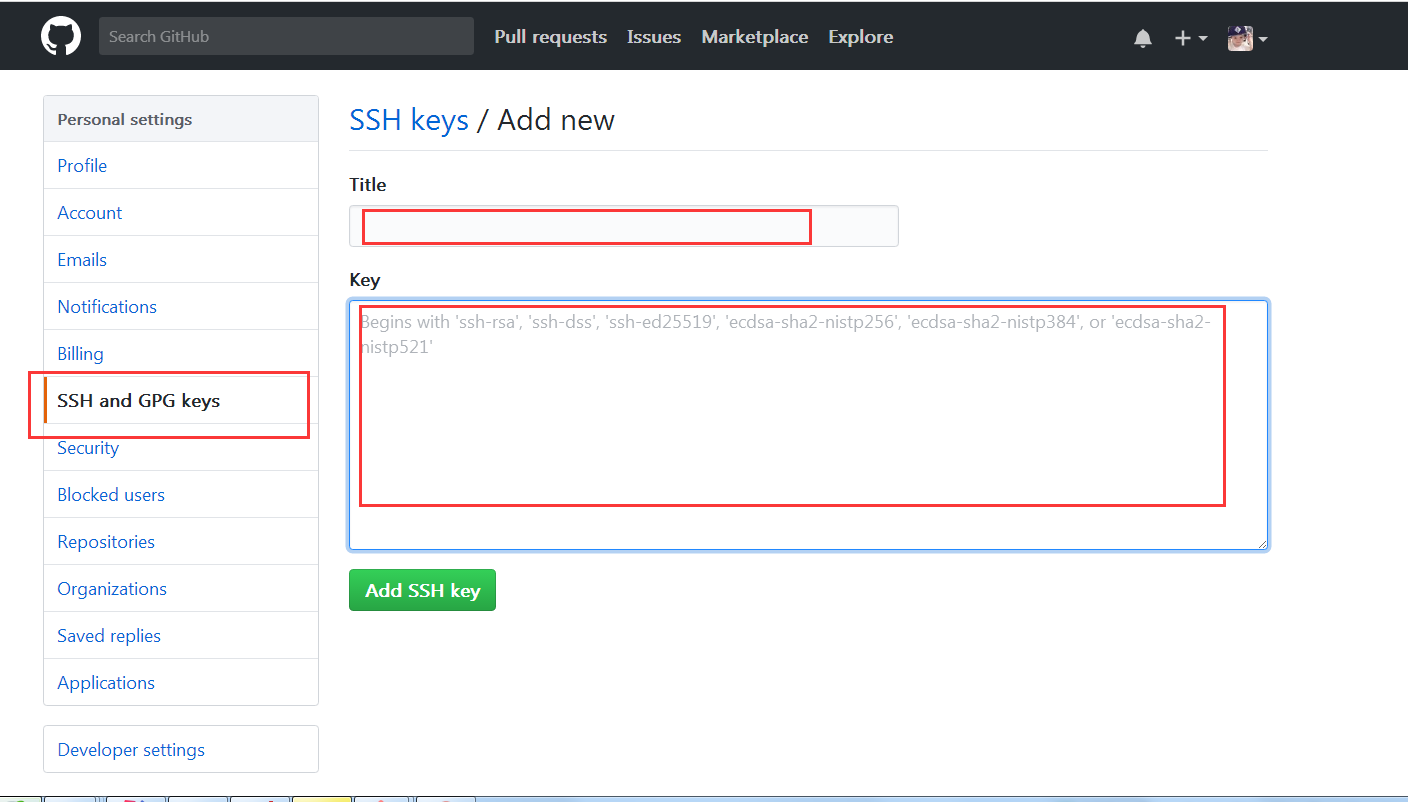 Search GitHub
Pull requests
Issues
Marketplace
Explore
Personal settings
Profile
Account
Emails
Notifications
Billing
SSH and GPG keys
Security
Blocked users
Repositories
Organizations
Saved replies
Applications
Developer settings
SSH keys / Add new
Title
Key
Begins with 'ssh-rsa', 'ssh-dss', 'ssh-ed25519', 'ecdsa-sha2-nistp256', 'ecdsa-sha2-nistp384', or 'ecdsa-sha2-
nistp521'
Add SSH key